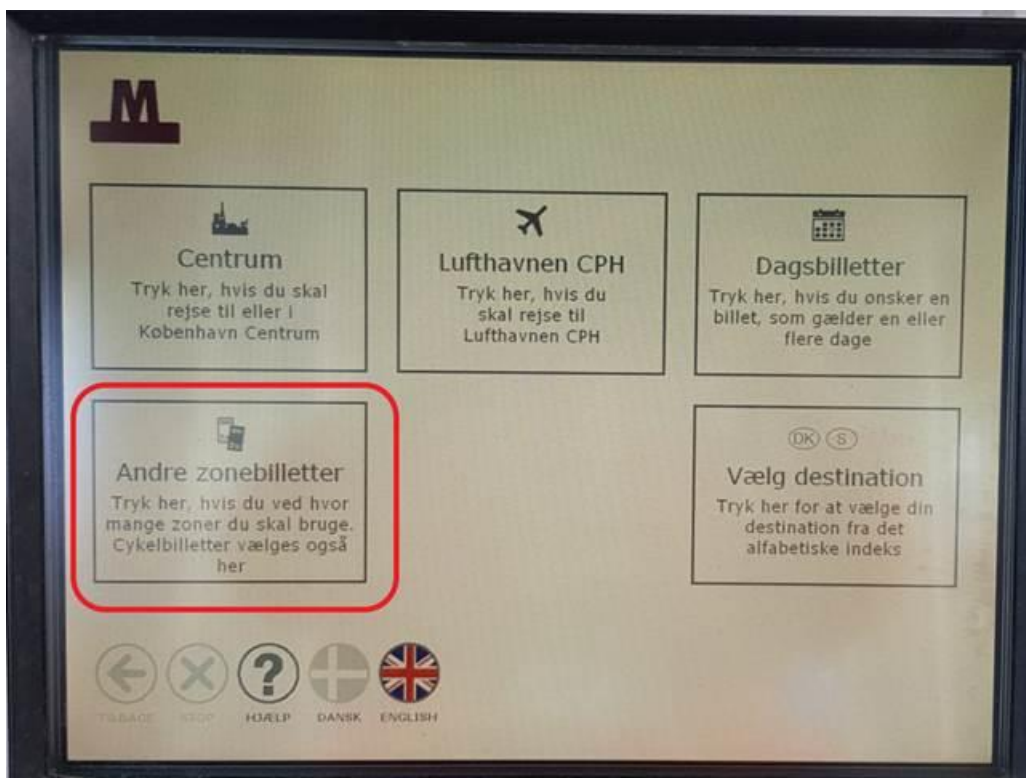 M
Centrum
Tryk her, hvis du skal
rejse til eller i
København Centrum
Lufthavnen CPH
Tryk her, hvis du
skal rejse til
Lufthavnen CPH
Dagsbilletter
Tryk her, hvis du ønsker en
billet, som gælder en eller
flere dage
Andre zonebilletter
Tryk her, hvis du ved hvor
mange zoner du skal bruge.
Cykelbilletter vælges også
her
DK S
Vælg destination
Tryk her for at vælge din
destination fra det
alfabetiske indeks
TILBAGE STOP HJÆLP DANSK ENGLISH